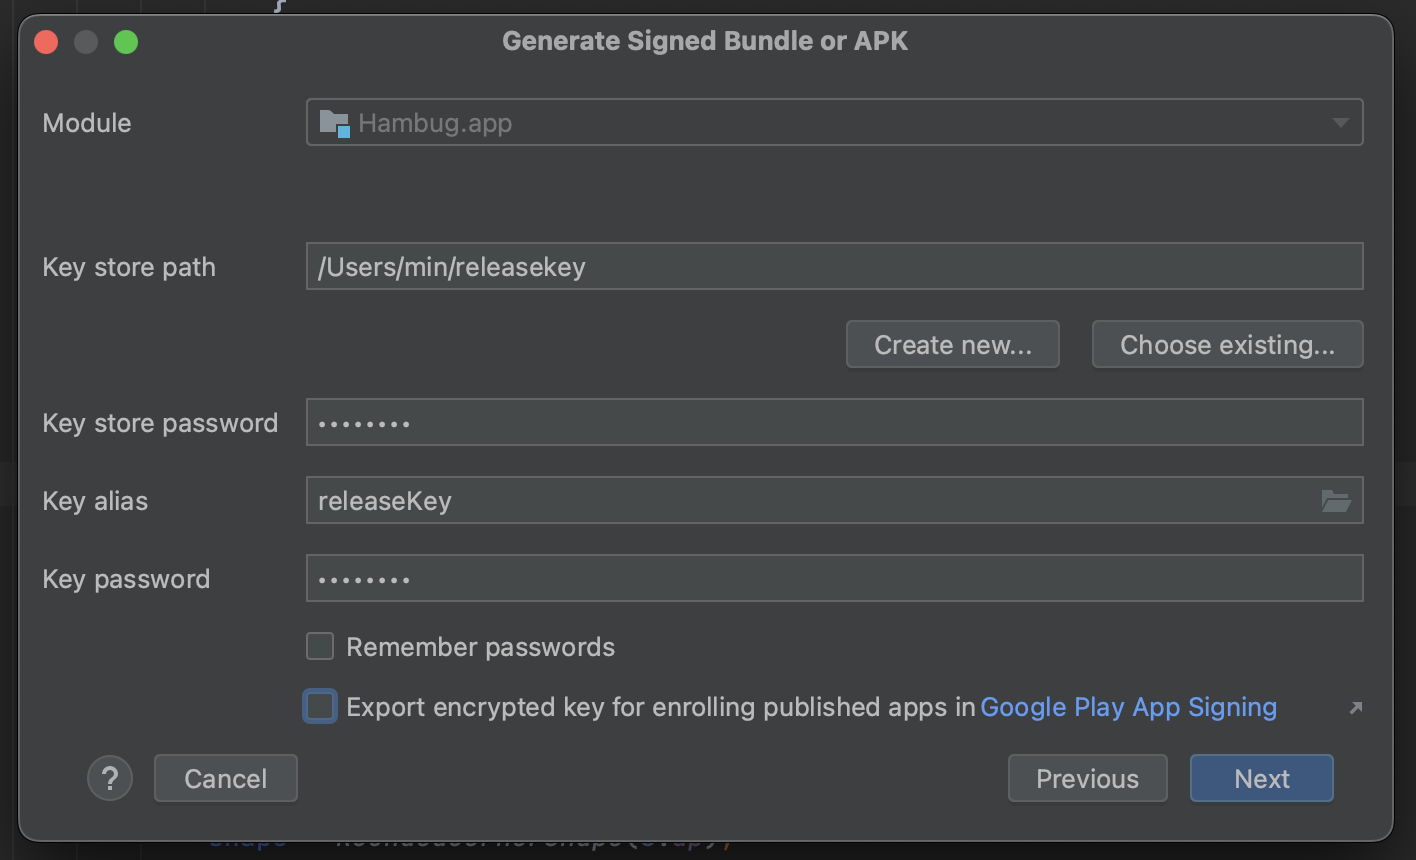 }
Generate Signed Bundle or APK
Module
Hambug.app
Key store path
/Users/min/releasekey
Create new...
Choose existing...
Key store password
••••••••
Key alias
releaseKey
Key password
••••••••
Remember passwords
Export encrypted key for enrolling published apps in Google Play App Signing
?
Cancel
Previous
Next